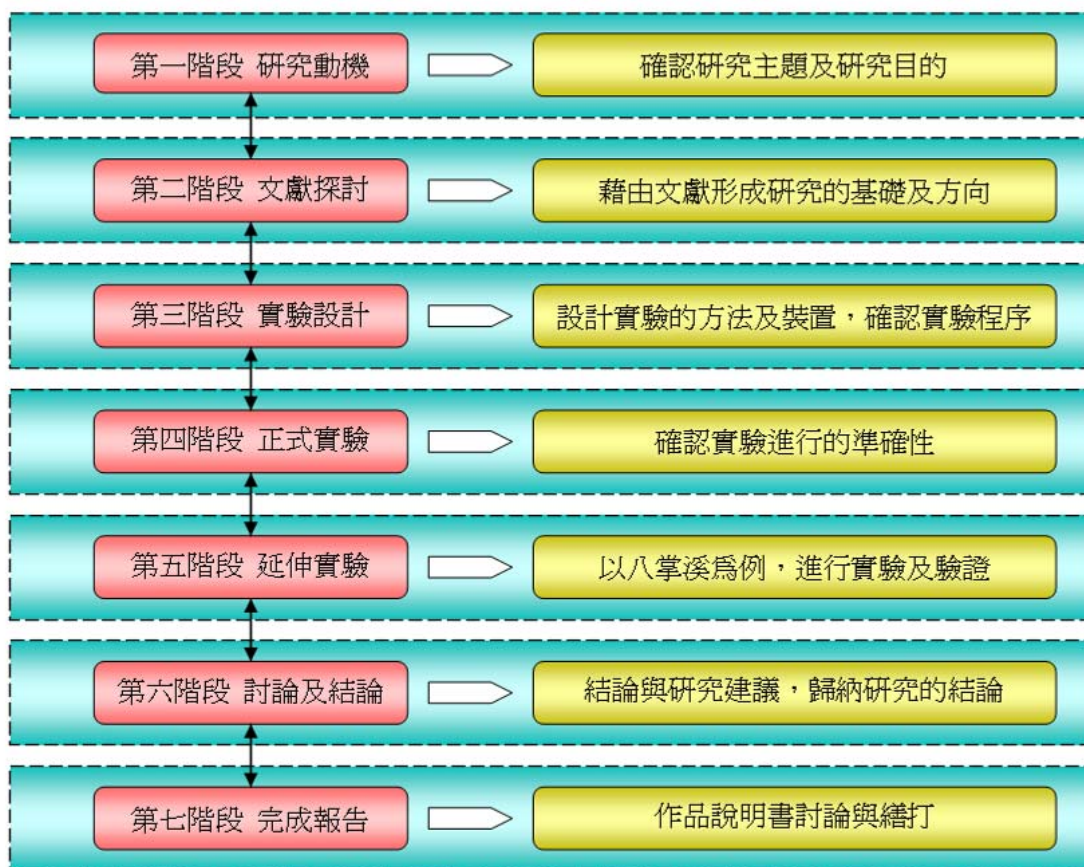 第一階段 研究動機
確認研究主題及研究目的
第二階段 文獻探討
藉由文獻形成研究的基礎及方向
第三階段 實驗設計
設計實驗的方法及裝置，確認實驗程序
第四階段 正式實驗
確認實驗進行的準確性
第五階段 延伸實驗
以八掌溪為例，進行實驗及驗證
第六階段 討論及結論
結論與研究建議，歸納研究的結論
第七階段 完成報告
作品說明書討論與繕打